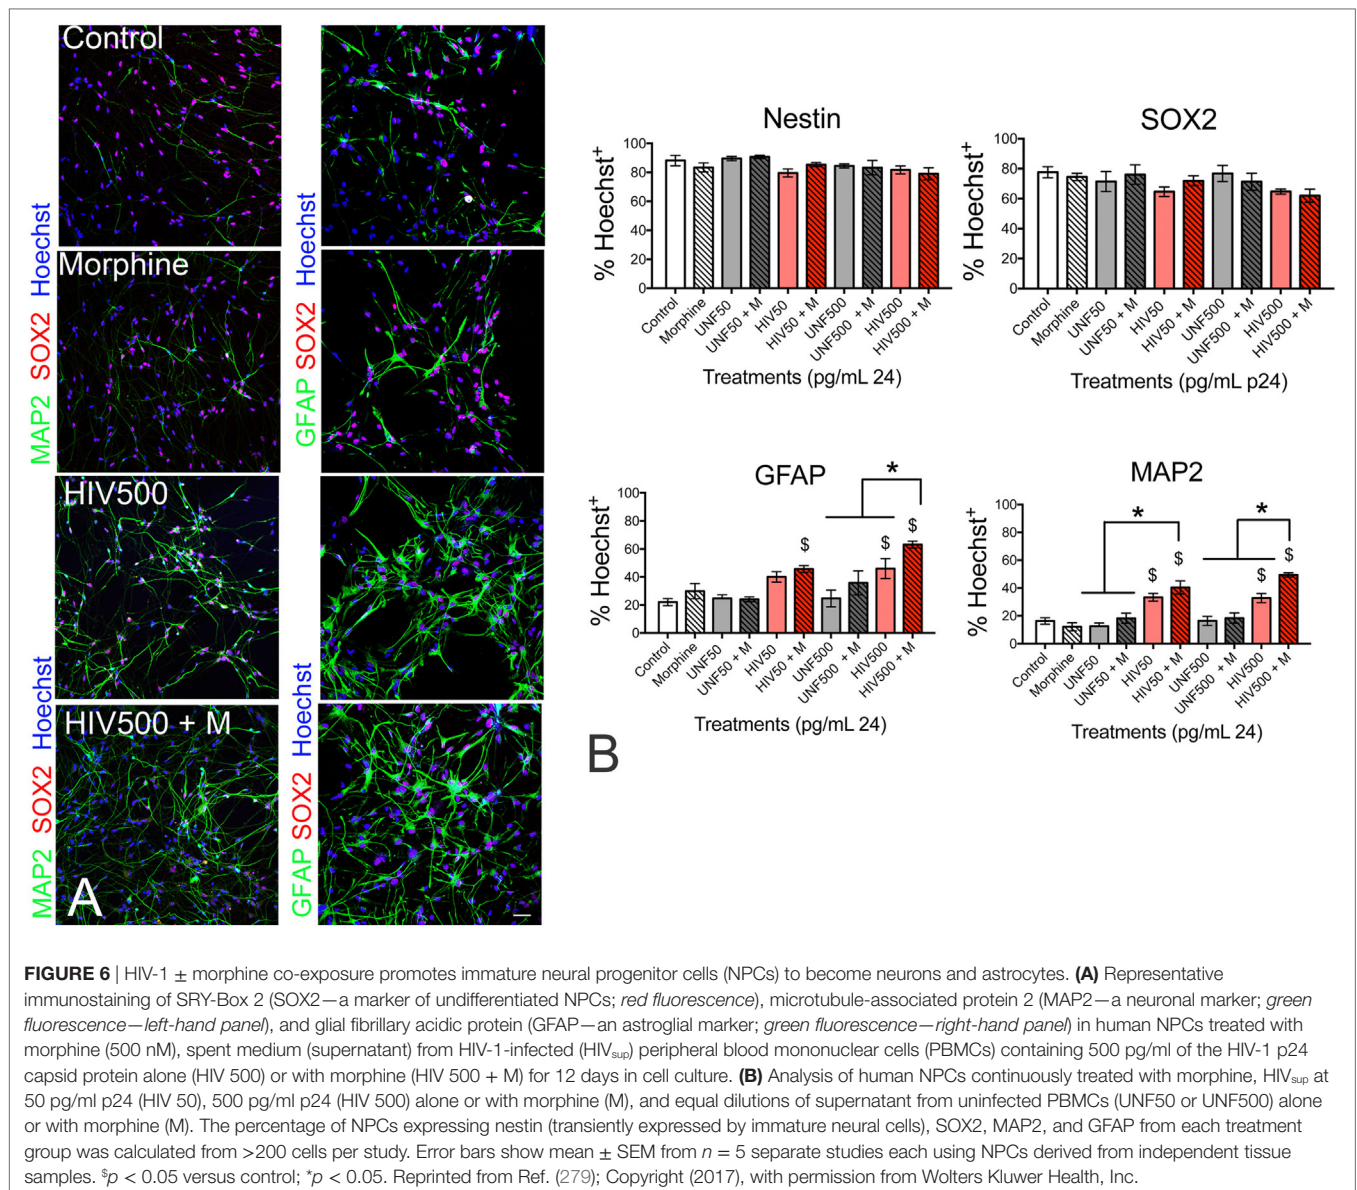 Control
MAP2 SOX2 Hoechst
GFAP SOX2 Hoechst
Morphine
HIV500
MAP2 SOX2 Hoechst
GFAP SOX2 Hoechst
HIV500 + M
A
Nestin
% Hoechst+
100
80
60
40
20
0
Control
Morphine
UNF50
UNF50 + M
HIV50
HIV50 + M
UNF500
UNF500 + M
HIV500
HIV500 + M
Treatments (pg/mL 24)
SOX2
% Hoechst+
100
80
60
40
20
0
Control
Morphine
UNF50
UNF50 + M
HIV50
HIV50 + M
UNF500
UNF500 + M
HIV500
HIV500 + M
Treatments (pg/mL p24)
GFAP
% Hoechst+
100
80
60
40
20
0
$
$
$
*
Control
Morphine
UNF50
UNF50 + M
HIV50
HIV50 + M
UNF500
UNF500 + M
HIV500
HIV500 + M
Treatments (pg/mL 24)
MAP2
% Hoechst+
100
80
60
40
20
0
*
*
$
$
$
$
Control
Morphine
UNF50
UNF50 + M
HIV50
HIV50 + M
UNF500
UNF500 + M
HIV500
HIV500 + M
Treatments (pg/mL 24)
B
FIGURE 6 | HIV-1 ± morphine co-exposure promotes immature neural progenitor cells (NPCs) to become neurons and astrocytes. (A) Representative
immunostaining of SRY-Box 2 (SOX2—a marker of undifferentiated NPCs; red fluorescence), microtubule-associated protein 2 (MAP2—a neuronal marker; green
fluorescence—left-hand panel), and glial fibrillary acidic protein (GFAP—an astroglial marker; green fluorescence—right-hand panel) in human NPCs treated with
morphine (500 nM), spent medium (supernatant) from HIV-1-infected (HIVsup) peripheral blood mononuclear cells (PBMCs) containing 500 pg/ml of the HIV-1 p24
capsid protein alone (HIV 500) or with morphine (HIV 500 + M) for 12 days in cell culture. (B) Analysis of human NPCs continuously treated with morphine, HIVsup at
50 pg/ml p24 (HIV 50), 500 pg/ml p24 (HIV 500) alone or with morphine (M), and equal dilutions of supernatant from uninfected PBMCs (UNF50 or UNF500) alone
or with morphine (M). The percentage of NPCs expressing nestin (transiently expressed by immature neural cells), SOX2, MAP2, and GFAP from each treatment
group was calculated from >200 cells per study. Error bars show mean ± SEM from n = 5 separate studies each using NPCs derived from independent tissue
samples. $p < 0.05 versus control; *p < 0.05. Reprinted from Ref. (279); Copyright (2017), with permission from Wolters Kluwer Health, Inc.